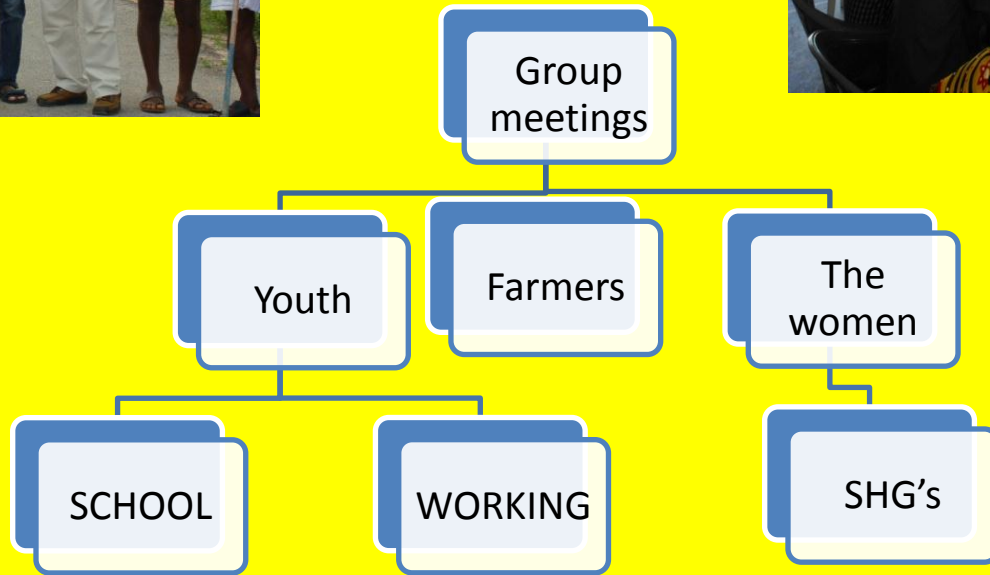 Group
meetings
Youth
Farmers
The
women
SCHOOL
WORKING
SHG’s